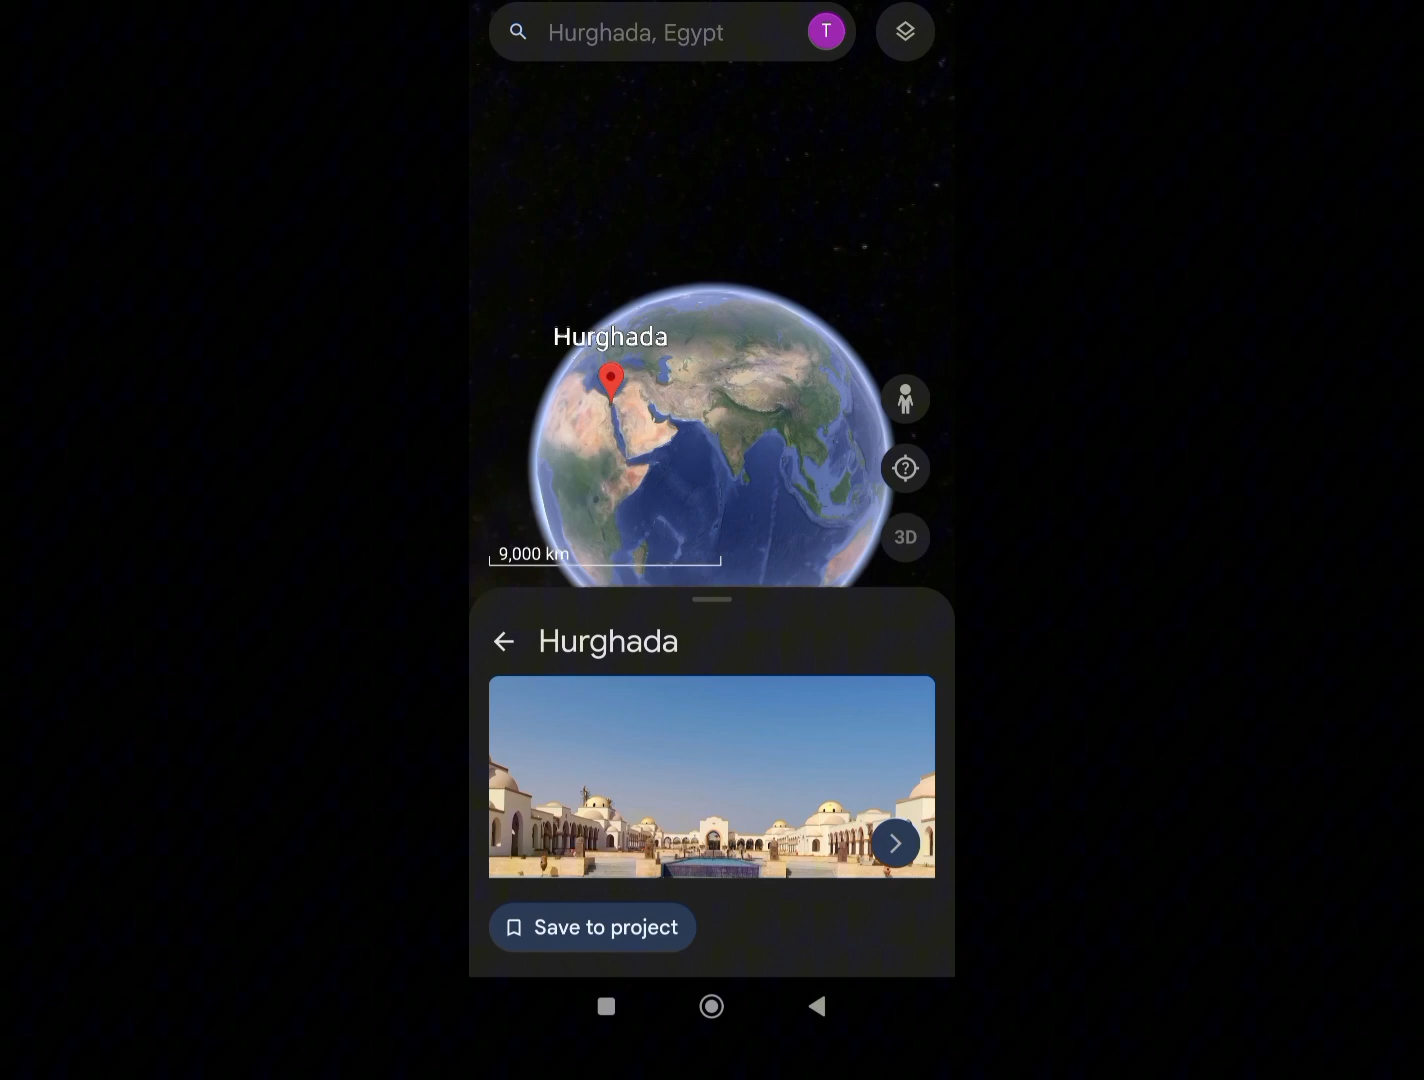 Hurghada, Egypt
T
Hurghada
3D
9,000 km
Hurghada
Save to project